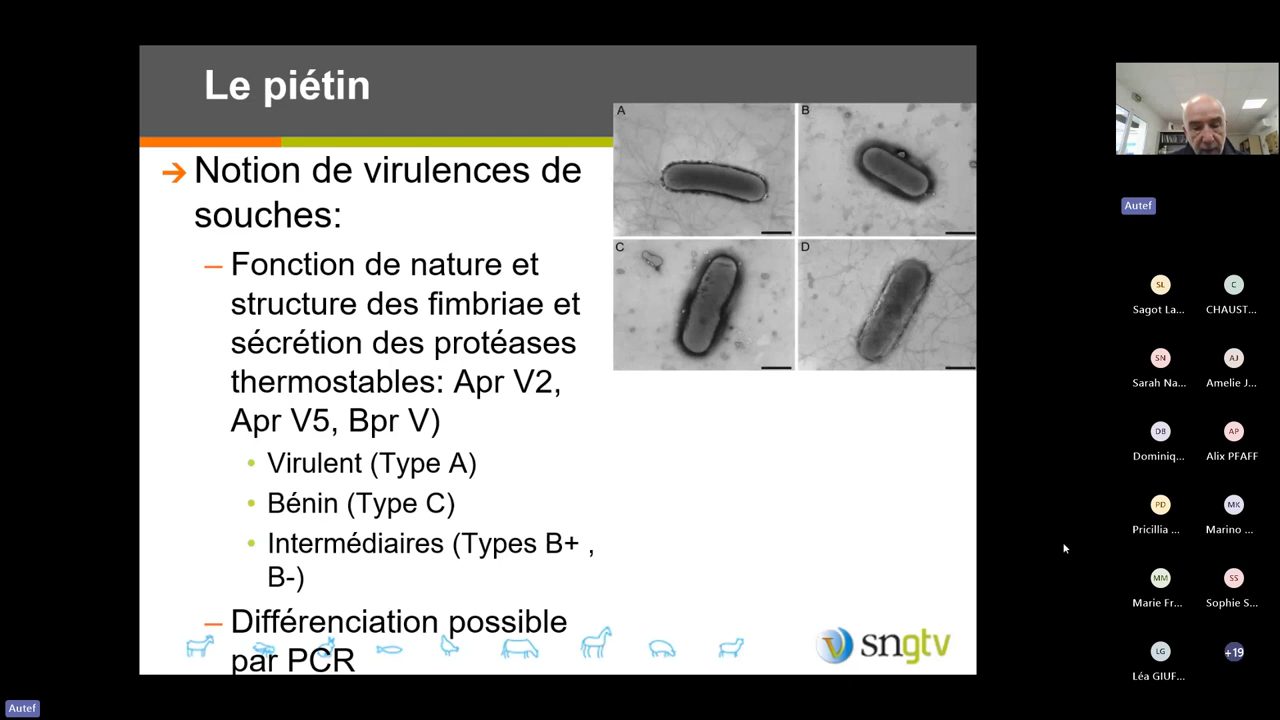 Le piétin
→ Notion de virulences de
souches:
– Fonction de nature et
structure des fimbriae et
sécrétion des protéases
thermostables: Apr V2,
Apr V5, Bpr V)
• Virulent (Type A)
• Bénin (Type C)
• Intermédiaires (Types B+ ,
B-)
– Différenciation possible
par PCR
A
B
C
D
sngtv
Autef
SL
Sagot La...
C
CHAUST...
SN
Sarah Na...
AJ
Amelie J...
DB
Dominiq...
AP
Alix PFAFF
PD
Pricillia ...
MK
Marino ...
MM
Marie Fr...
SS
Sophie S...
LG
Léa GIUF...
+19
Autef